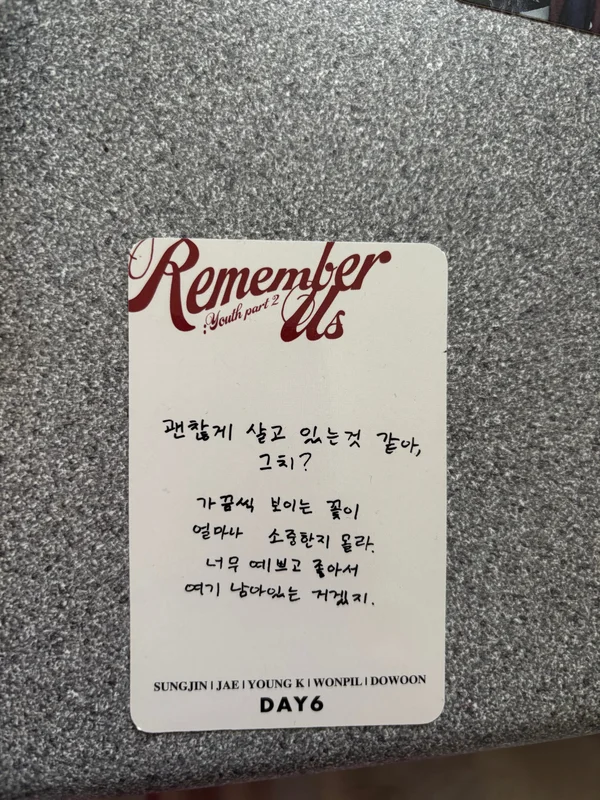 Remember
: Youth part 2
Us
괜찮게 살고 있는것 같아,
그치?
가끔씩 보이는 꽃이
얼마나 소중한지 몰라.
너무 예쁘고 좋아서
여기 남아있는 거겠지.
SUNGJIN | JAE | YOUNG K | WONPIL | DOWOON
DAY6